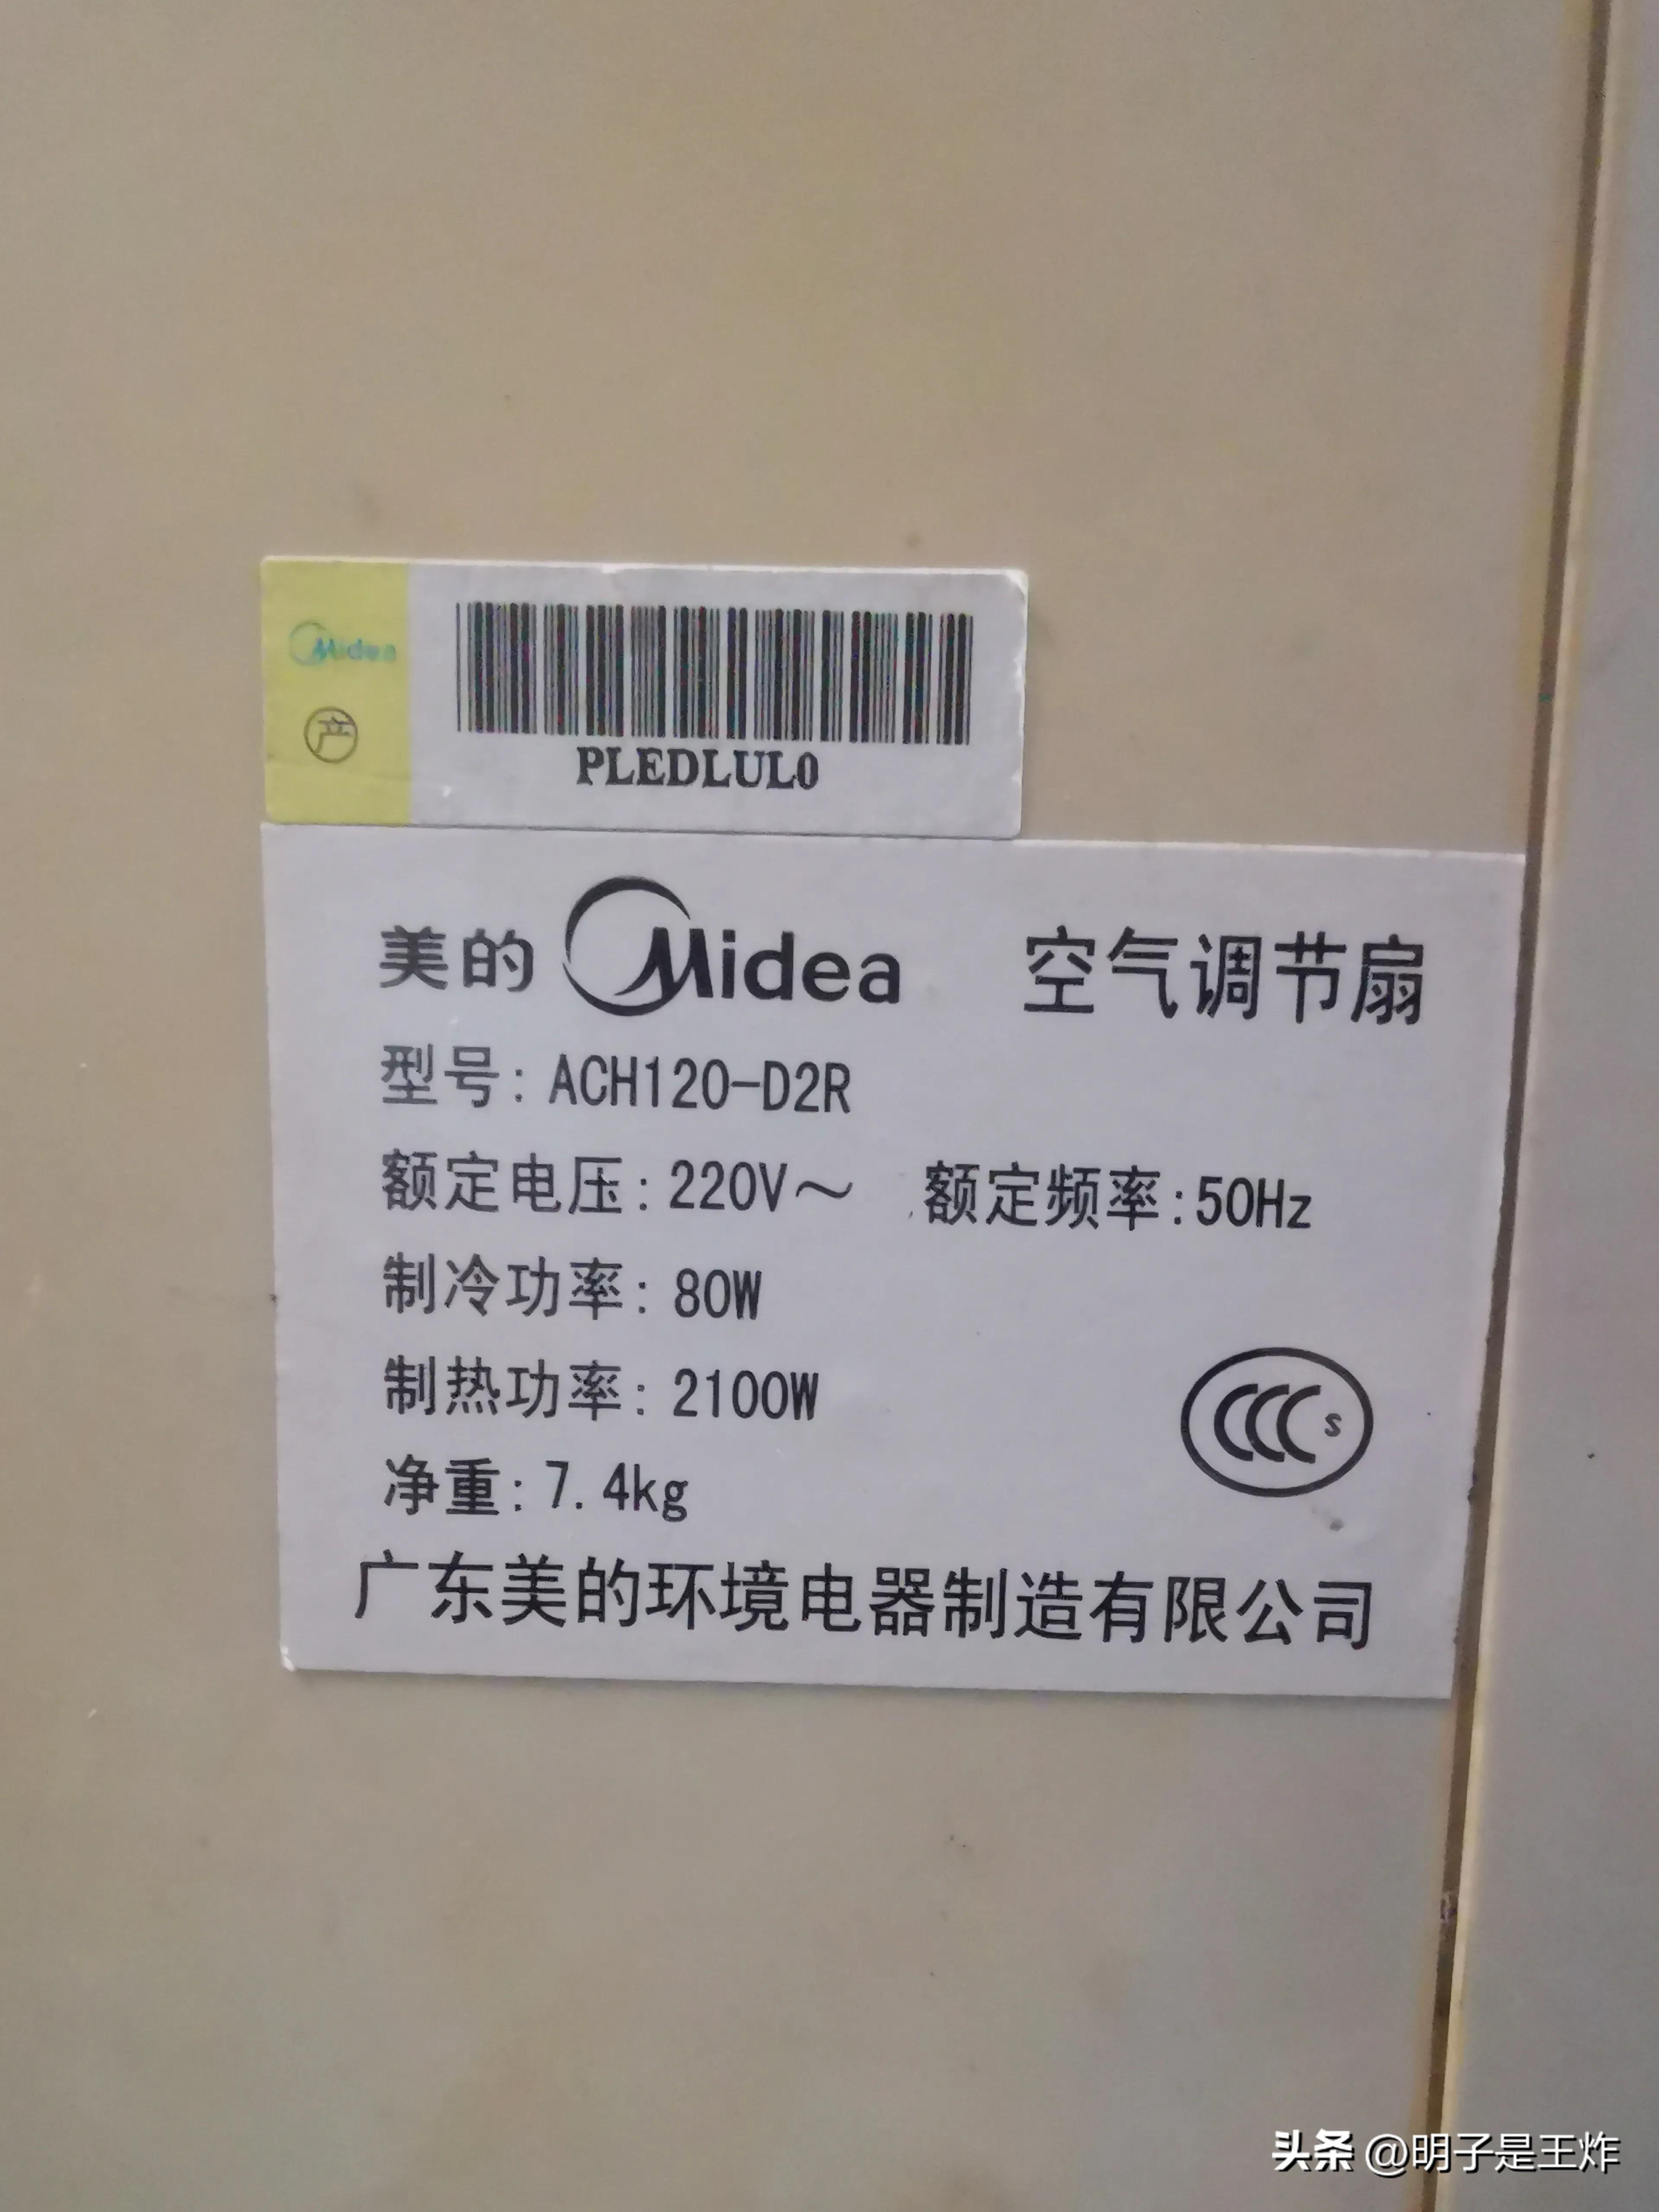 Midea
产
PLEDLUL0
美的 Midea 空气调节扇
型号: ACH120-D2R
额定电压: 220V～ 额定频率:50Hz
制冷功率: 80W
制热功率: 2100W
净重: 7.4kg
CCC S
广东美的环境电器制造有限公司
头条 @明子是王炸